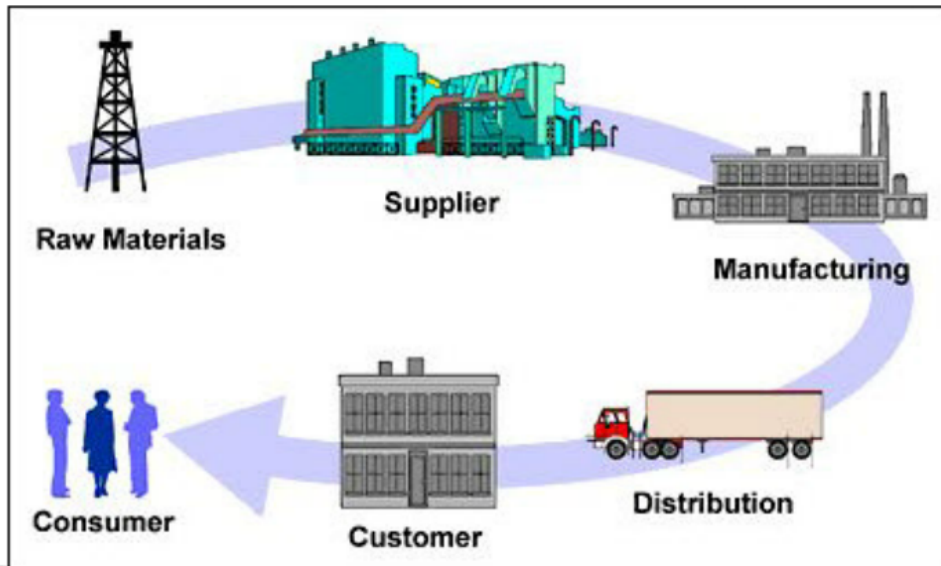 Raw Materials
Supplier
Manufacturing
Distribution
Customer
Consumer